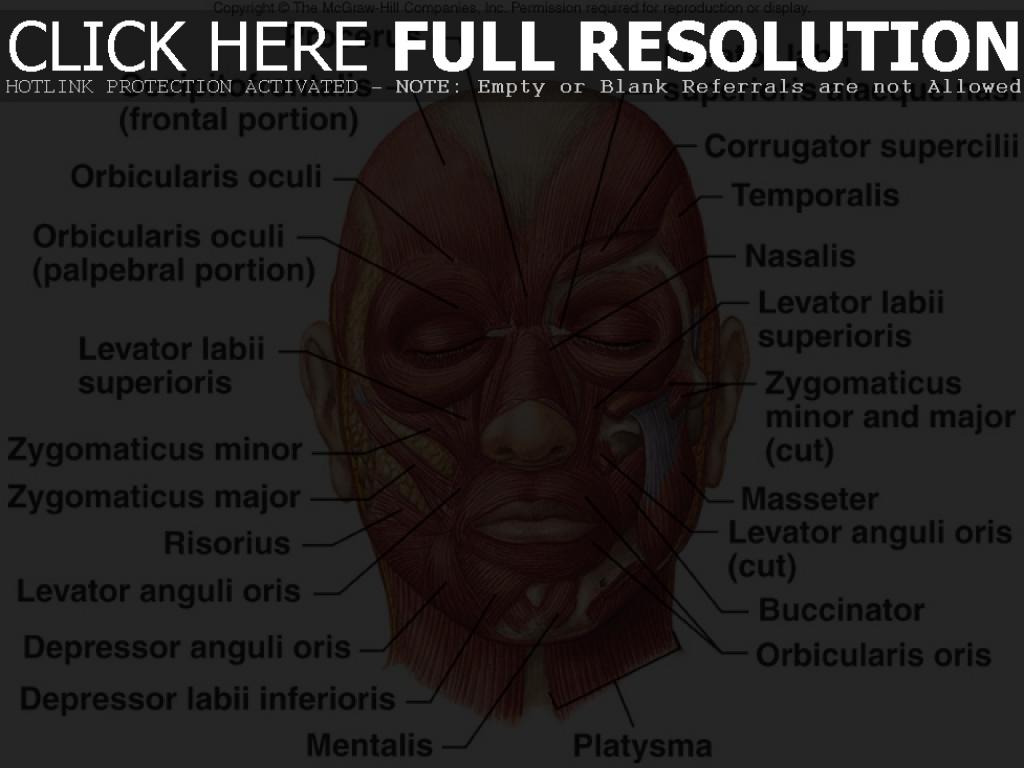 Copyright © The McGraw-Hill Companies, Inc. Permission required for reproduction or display.
CLICK HERE FULL RESOLUTION
HOTLINK PROTECTION ACTIVATED - NOTE: Empty or Blank Referrals are not Allowed
Procerus
Occipitofrontalis
(frontal portion)
Orbicularis oculi
Orbicularis oculi
(palpebral portion)
Levator labii
superioris
Zygomaticus minor
Zygomaticus major
Risorius
Levator anguli oris
Depressor anguli oris
Depressor labii inferioris
Mentalis
Levator labii
superioris alaeque nasi
Corrugator supercilii
Temporalis
Nasalis
Levator labii
superioris
Zygomaticus
minor and major
(cut)
Masseter
Levator anguli oris
(cut)
Buccinator
Orbicularis oris
Platysma